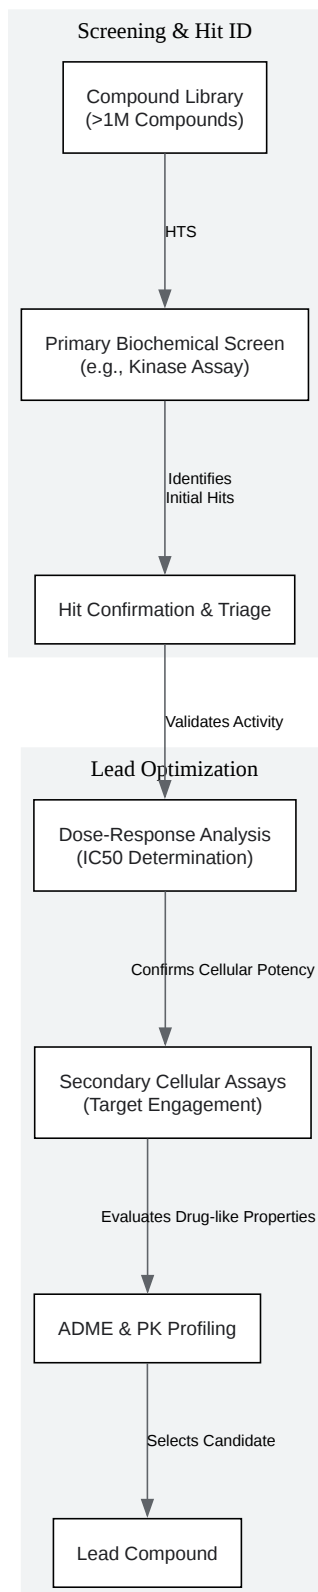 Screening & Hit ID
Compound Library
(>1M Compounds)
HTS
Primary Biochemical Screen
(e.g., Kinase Assay)
Identifies
Initial Hits
Hit Confirmation & Triage
Validates Activity
Lead Optimization
Dose-Response Analysis
(IC50 Determination)
Confirms Cellular Potency
Secondary Cellular Assays
(Target Engagement)
Evaluates Drug-like Properties
ADME & PK Profiling
Selects Candidate
Lead Compound